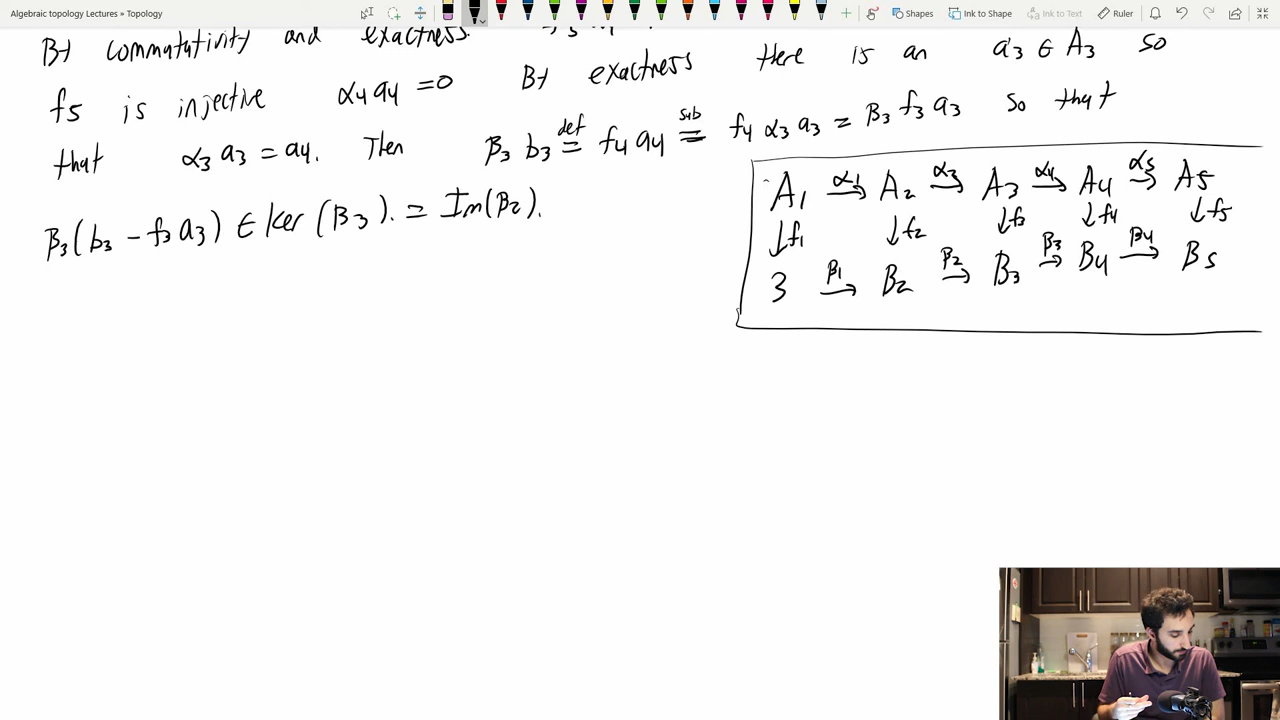 Algebraic topology Lectures » Topology
Shapes Ink to Shape Ink to Text Ruler
By commutativity and exactness.
f5 is injective α4 a4 = 0 By exactness there is an a3 ∈ A3 so
that α3 a3 = a4. Then β3 b3 =def f4 a4 =sub f4 α3 a3 = β3 f3 a3 so that
β3(b3 − f3 a3) ∈ ker(β3). = Im(β2).
A1 →α1 A2 →α3 A3 →α4 A4 →α5 A5
↓f1 ↓f2 ↓f3 ↓f4 ↓f5
3 →β1 B2 →β2 B3 →β3 B4 →β4 B5